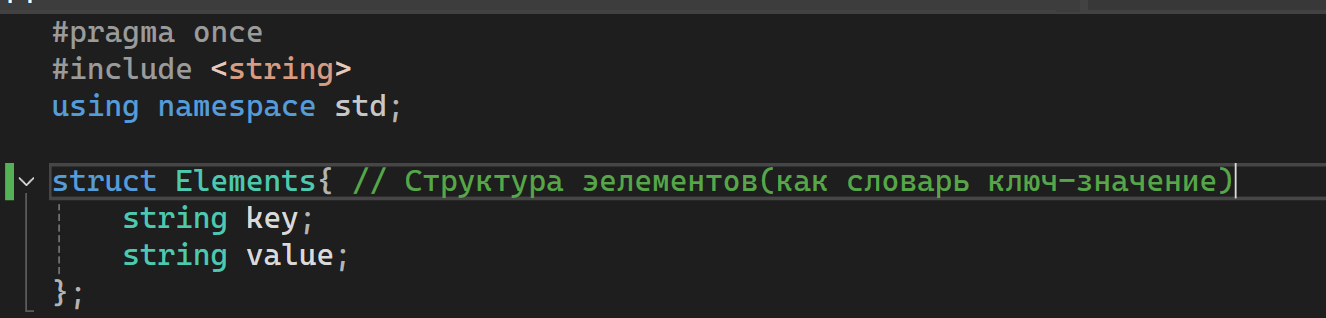 #pragma once
#include <string>
using namespace std;
struct Elements{ // Структура эелементов(как словарь ключ-значение)
string key;
string value;
};